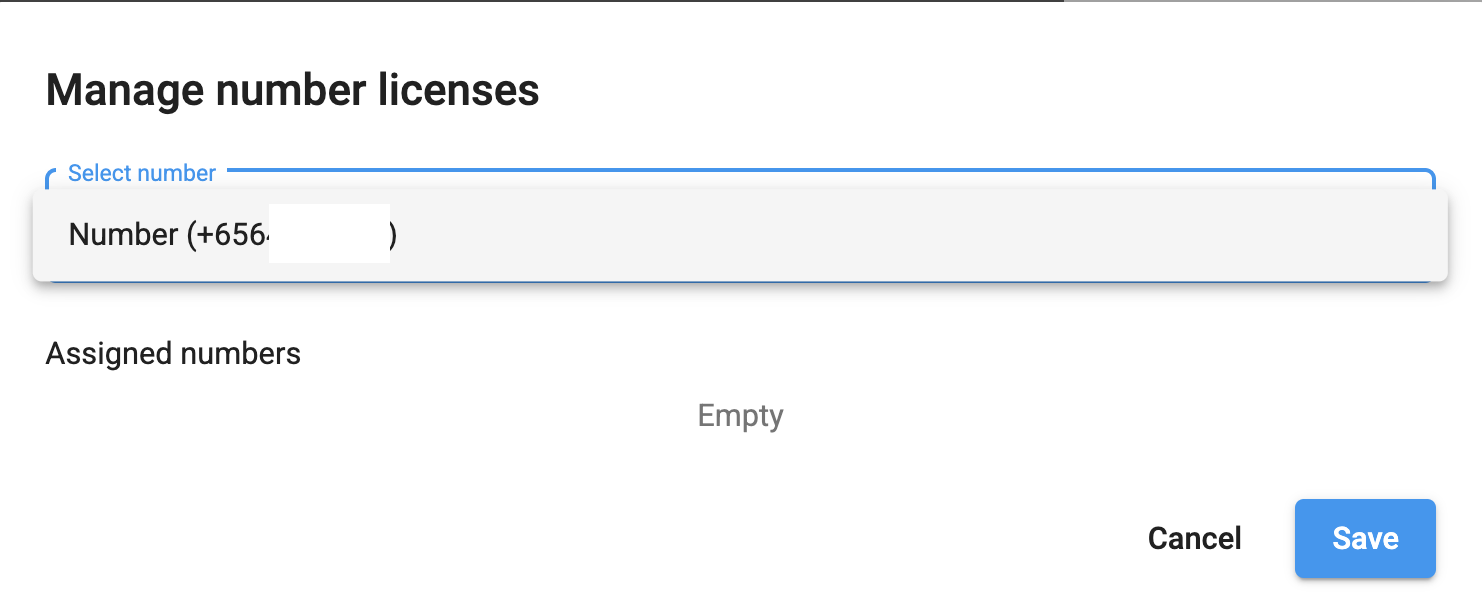 Manage number licenses
Select number
Number (+656 )
Assigned numbers
Empty
Cancel
Save